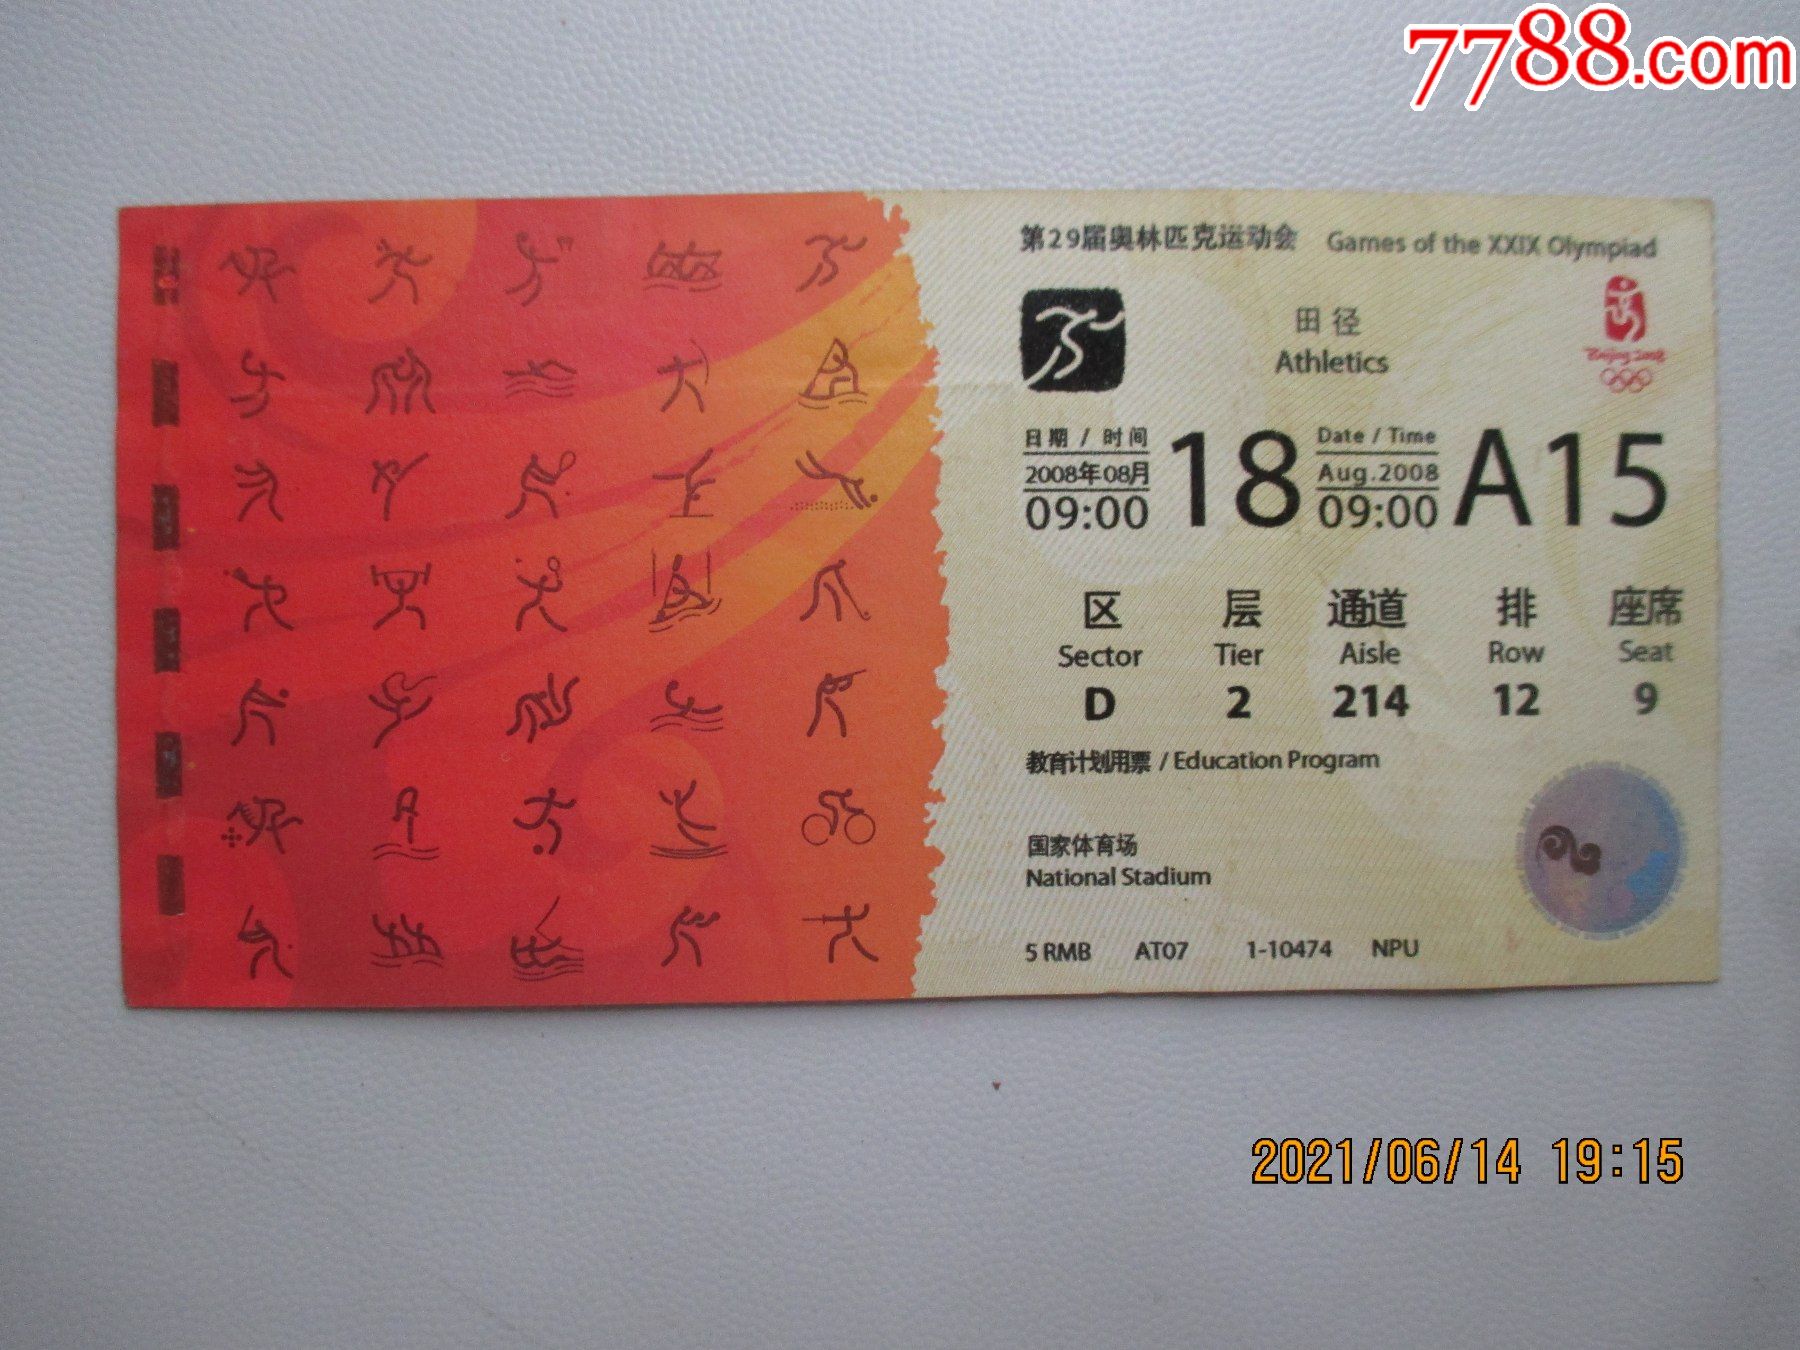 7788.com
第29届奥林匹克运动会 Games of the XXIX Olympiad
田径
Athletics
Beijing 2008
日期 / 时间
2008年08月
09:00
18
Date / Time
Aug.2008
09:00
A15
区 层 通道 排 座席
Sector Tier Aisle Row Seat
D 2 214 12 9
教育计划用票 / Education Program
国家体育场
National Stadium
5 RMB AT07 1-10474 NPU
2021/06/14 19:15